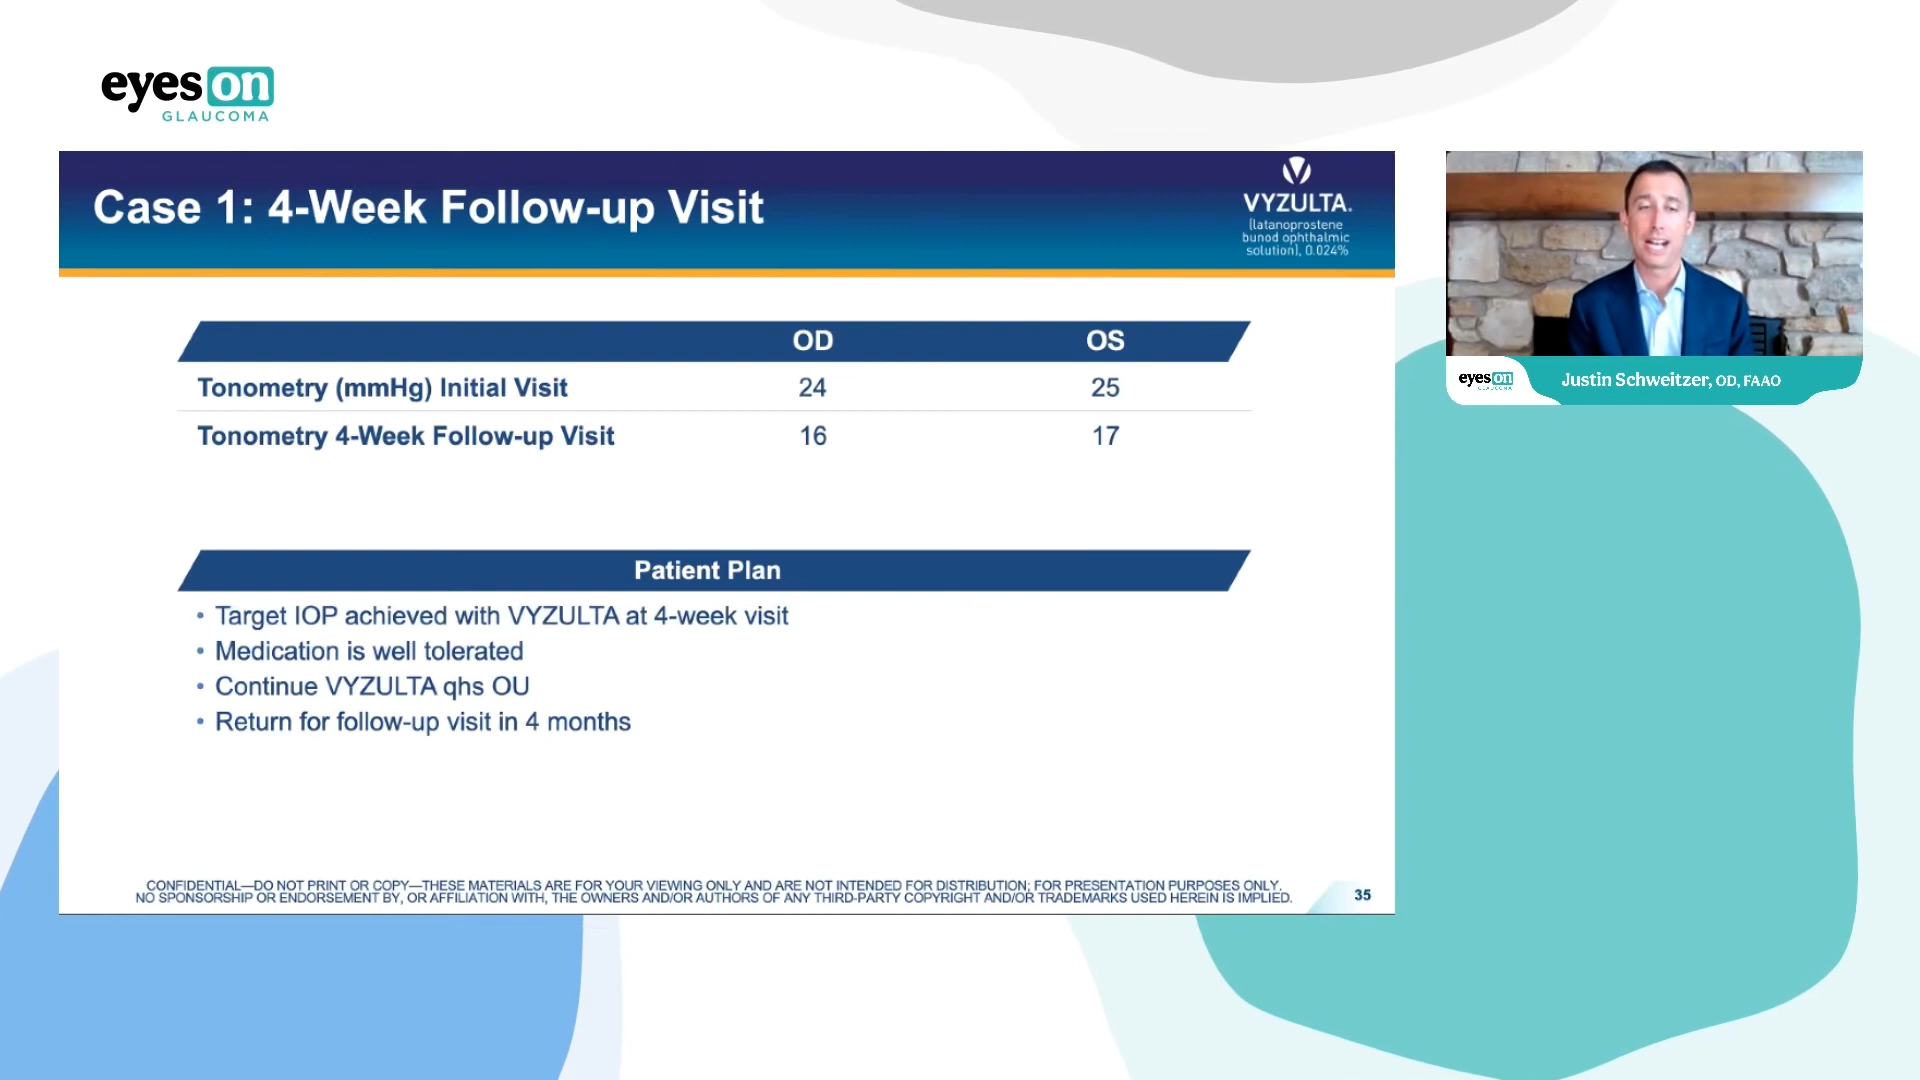 eyes on
GLAUCOMA
Case 1: 4-Week Follow-up Visit
VYZULTA.
(latanoprostene
bunod ophthalmic
solution), 0.024%
OD OS
Tonometry (mmHg) Initial Visit 24 25
Tonometry 4-Week Follow-up Visit 16 17
Patient Plan
• Target IOP achieved with VYZULTA at 4-week visit
• Medication is well tolerated
• Continue VYZULTA qhs OU
• Return for follow-up visit in 4 months
CONFIDENTIAL—DO NOT PRINT OR COPY—THESE MATERIALS ARE FOR YOUR VIEWING ONLY AND ARE NOT INTENDED FOR DISTRIBUTION; FOR PRESENTATION PURPOSES ONLY.
NO SPONSORSHIP OR ENDORSEMENT BY, OR AFFILIATION WITH, THE OWNERS AND/OR AUTHORS OF ANY THIRD-PARTY COPYRIGHT AND/OR TRADEMARKS USED HEREIN IS IMPLIED.
35
eyes on
GLAUCOMA
Justin Schweitzer, OD, FAAO